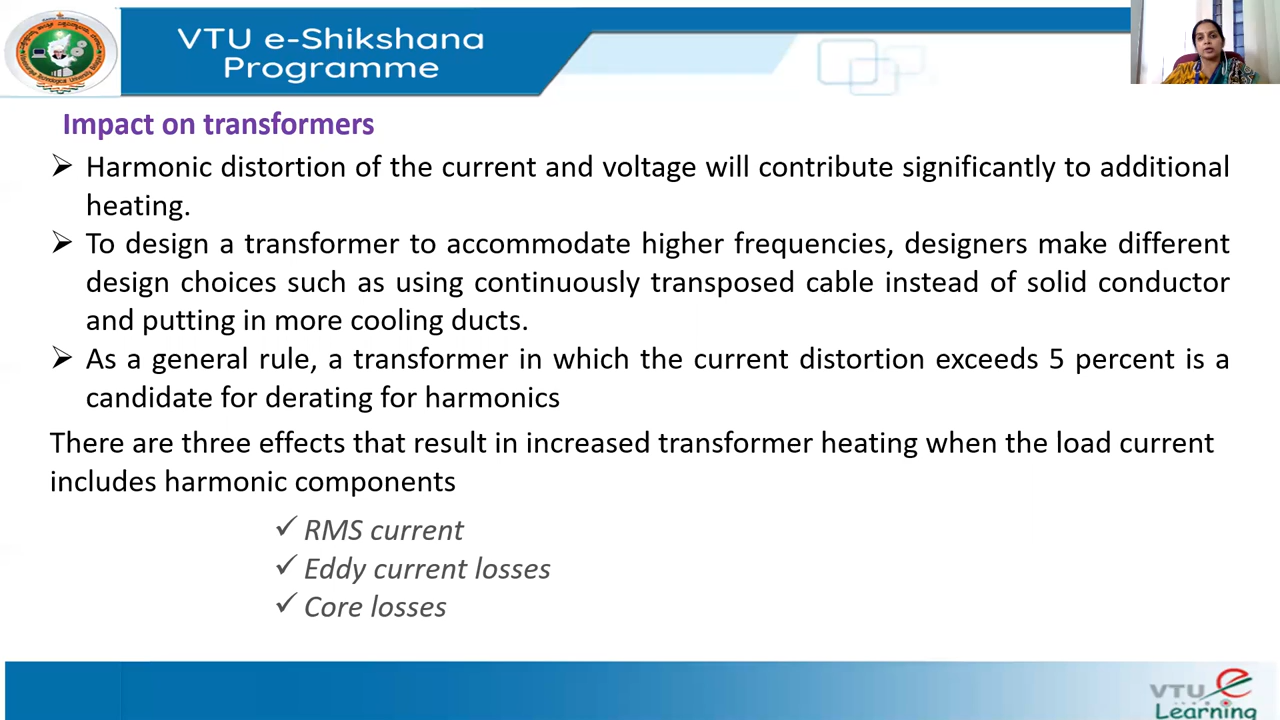 VTU e-Shikshana
Programme
Impact on transformers
➢ Harmonic distortion of the current and voltage will contribute significantly to additional
heating.
➢ To design a transformer to accommodate higher frequencies, designers make different
design choices such as using continuously transposed cable instead of solid conductor
and putting in more cooling ducts.
➢ As a general rule, a transformer in which the current distortion exceeds 5 percent is a
candidate for derating for harmonics
There are three effects that result in increased transformer heating when the load current
includes harmonic components
✓ RMS current
✓ Eddy current losses
✓ Core losses
VTU e
Learning